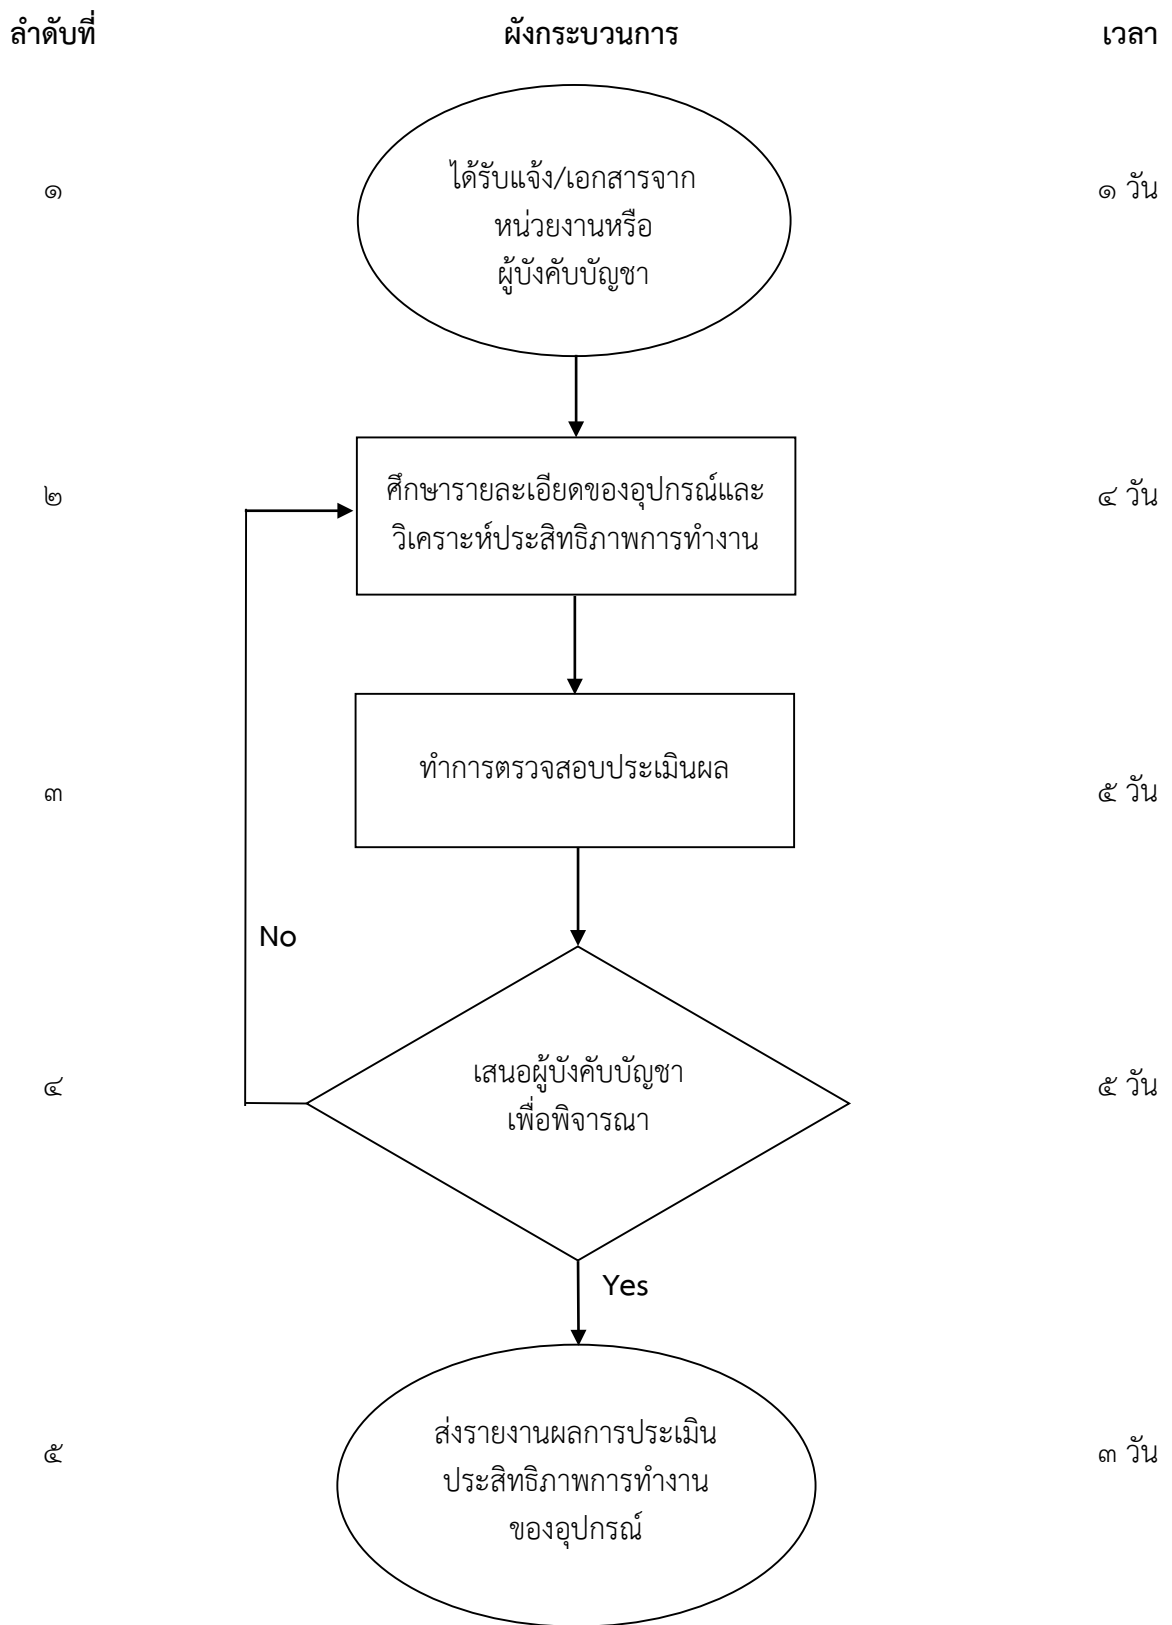 ลำดับที่ ผังกระบวนการ เวลา
๑ ได้รับแจ้ง/เอกสารจาก ๑ วัน
หน่วยงานหรือ
ผู้บังคับบัญชา
๒ ศึกษารายละเอียดของอุปกรณ์และ ๔ วัน
วิเคราะห์ประสิทธิภาพการทำงาน
๓ ทำการตรวจสอบประเมินผล ๕ วัน
No
๔ เสนอผู้บังคับบัญชา ๕ วัน
เพื่อพิจารณา
Yes
๕ ส่งรายงานผลการประเมิน ๓ วัน
ประสิทธิภาพการทำงาน
ของอุปกรณ์